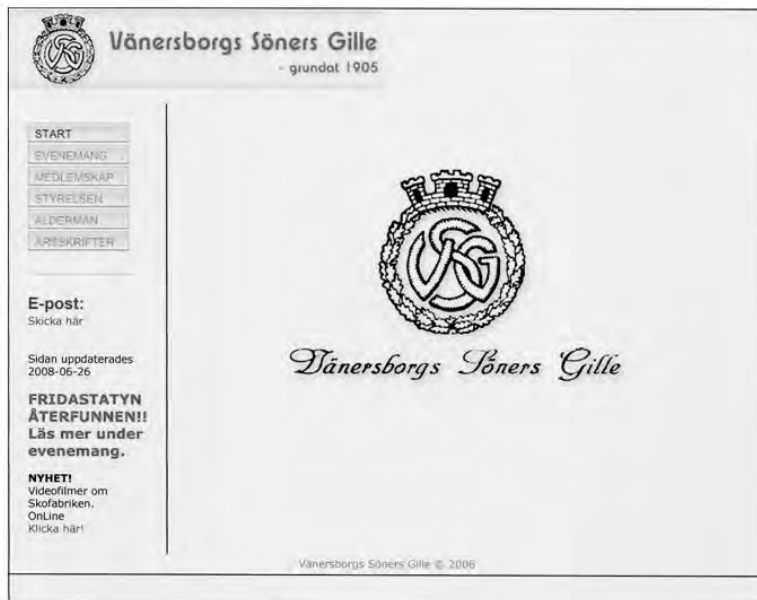 Vänersborgs Söners Gille
- grundat 1905
START
EVENEMANG
MEDLEMSKAP
STYRELSEN
ÅLDERMAN
ÅRSSKRIFTER
E-post:
Skicka här
Sidan uppdaterades
2008-06-26
FRIDASTATYN
ÅTERFUNNEN!!
Läs mer under
evenemang.
NYHET!
Videofilmer om
Skofabriken.
OnLine
Klicka här!
VSG
Vänersborgs Söners Gille
Vänersborgs Söners Gille © 2006